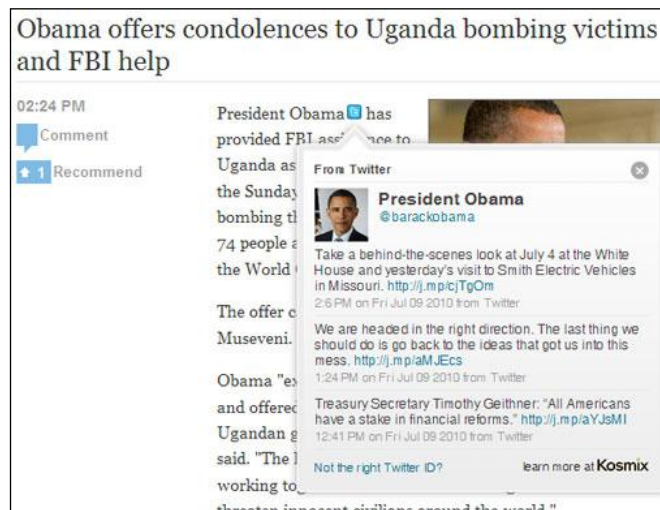 Obama offers condolences to Uganda bombing victims
and FBI help
02:24 PM
Comment
1 Recommend
President Obama has
provided FBI assistance to
Uganda as
the Sunday
bombing th
74 people a
the World
The offer c
Museveni.
Obama "ex
and offered
Ugandan g
said. "The
working tog
threaten innocent civilians around the world."
From Twitter
President Obama
@barackobama
Take a behind-the-scenes look at July 4 at the White
House and yesterday's visit to Smith Electric Vehicles
in Missouri. http://j.mp/cjTgOm
2:6 PM on Fri Jul 09 2010 from Twitter
We are headed in the right direction. The last thing we
should do is go back to the ideas that got us into this
mess. http://j.mp/aMJEcs
1:24 PM on Fri Jul 09 2010 from Twitter
Treasury Secretary Timothy Geithner: “All Americans
have a stake in financial reforms.” http://j.mp/aYJsMI
12:41 PM on Fri Jul 09 2010 from Twitter
Not the right Twitter ID?
learn more at Kosmix